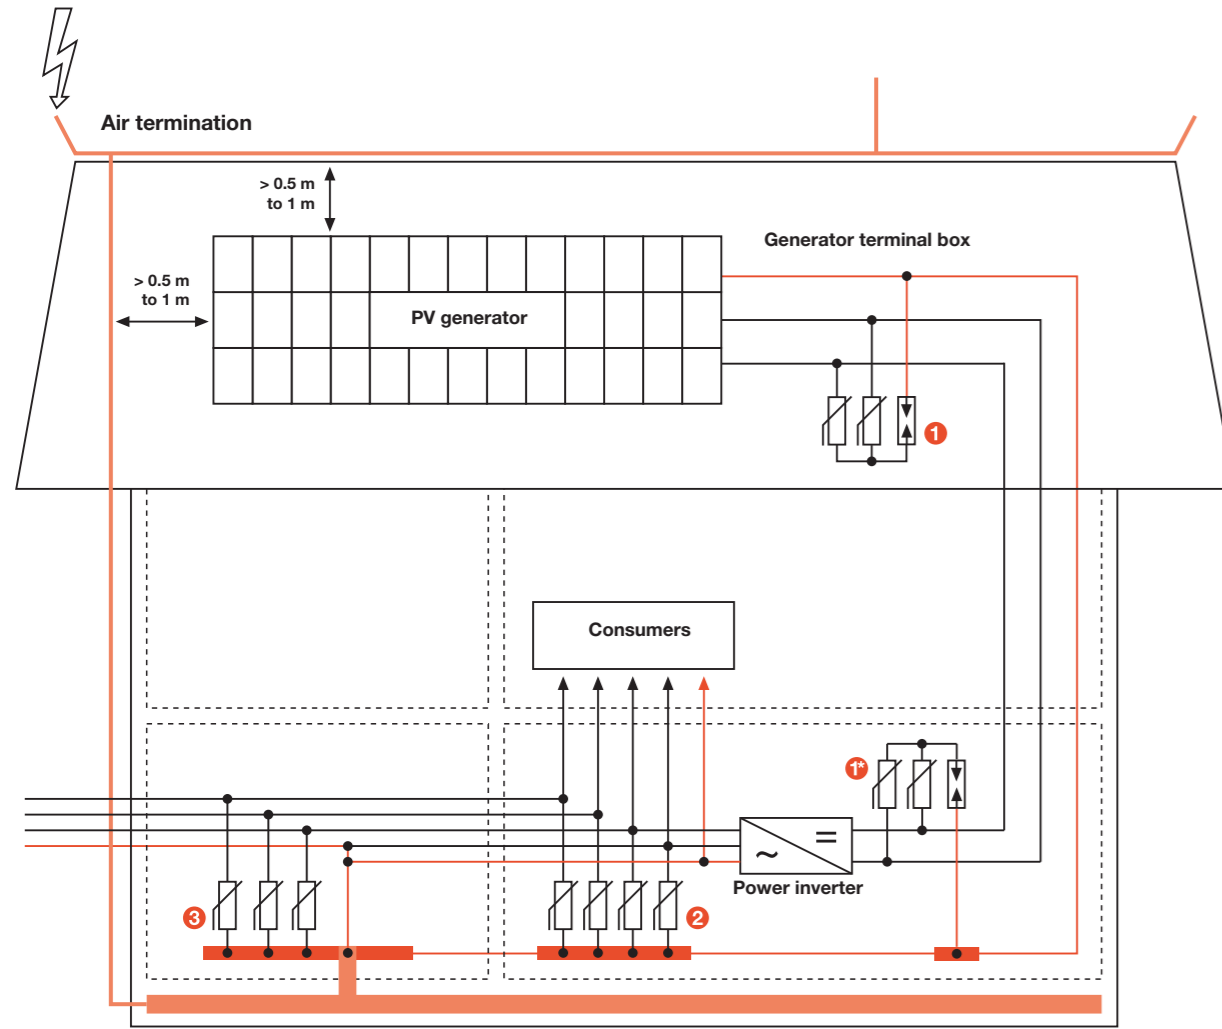 Air termination
> 0.5 m
to 1 m
Generator terminal box
> 0.5 m
to 1 m
PV generator
1
Consumers
1*
Power inverter
3
2